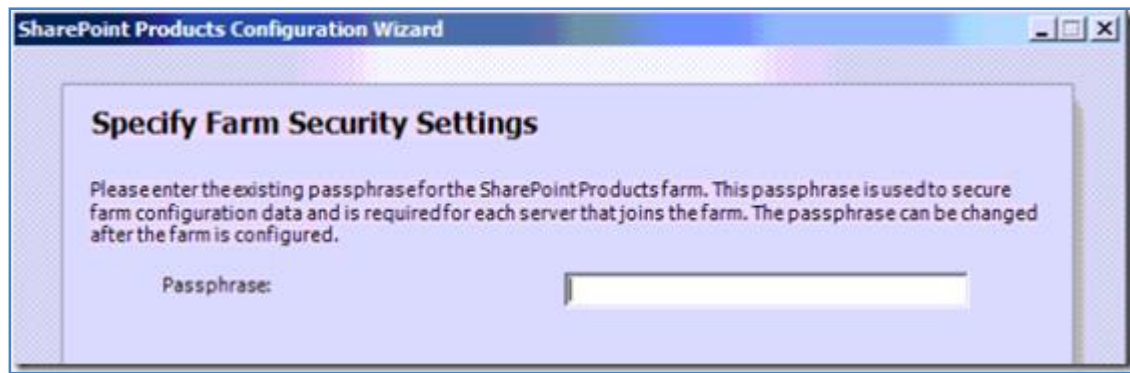 SharePoint Products Configuration Wizard
Specify Farm Security Settings
Please enter the existing passphrase for the SharePoint Products farm. This passphrase is used to secure
farm configuration data and is required for each server that joins the farm. The passphrase can be changed
after the farm is configured.
Passphrase: